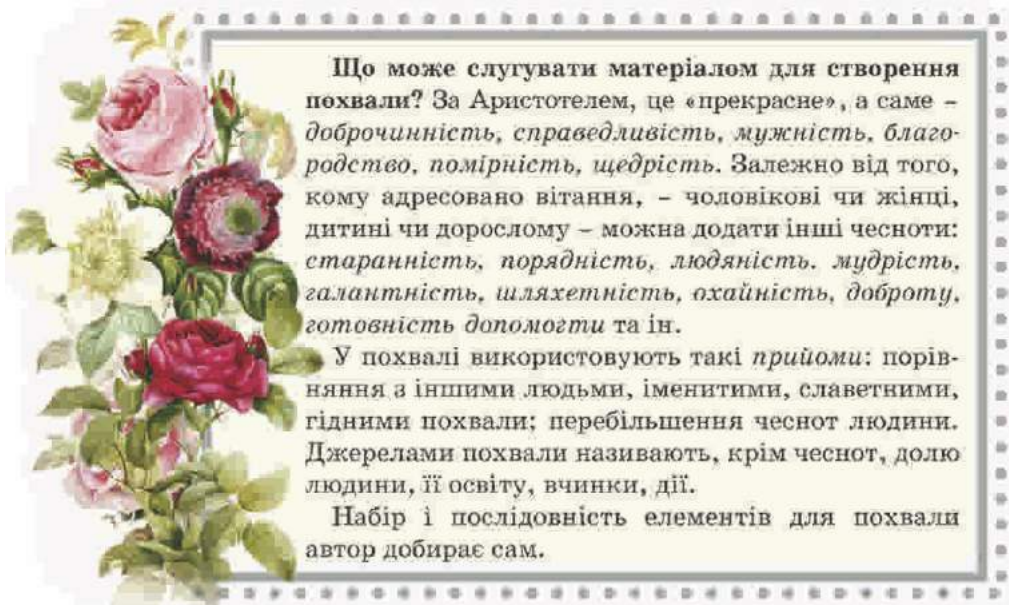 Що може слугувати матеріалом для створення
похвали? За Аристотелем, це «прекрасне», а саме –
доброчинність, справедливість, мужність, благо-
родство, помірність, щедрість. Залежно від того,
кому адресовано вітання, – чоловікові чи жінці,
дитині чи дорослому – можна додати інші чесноти:
старанність, порядність, людяність. мудрість,
галантність, шляхетність, охайність, доброту,
готовність допомогти та ін.
У похвалі використовують такі прийоми: порів-
няння з іншими людьми, іменитими, славетними,
гідними похвали; перебільшення чеснот людини.
Джерелами похвали називають, крім чеснот, долю
людини, її освіту, вчинки, дії.
Набір і послідовність елементів для похвали
автор добирає сам.